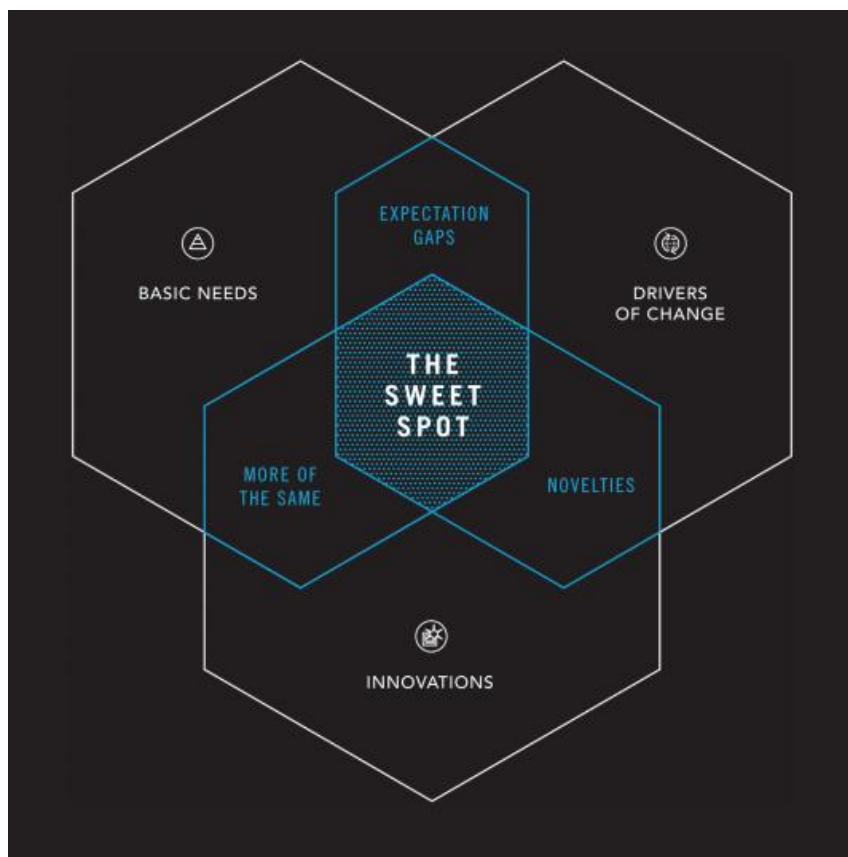 EXPECTATION
GAPS
BASIC NEEDS
DRIVERS
OF CHANGE
THE
SWEET
SPOT
MORE OF
THE SAME
NOVELTIES
INNOVATIONS